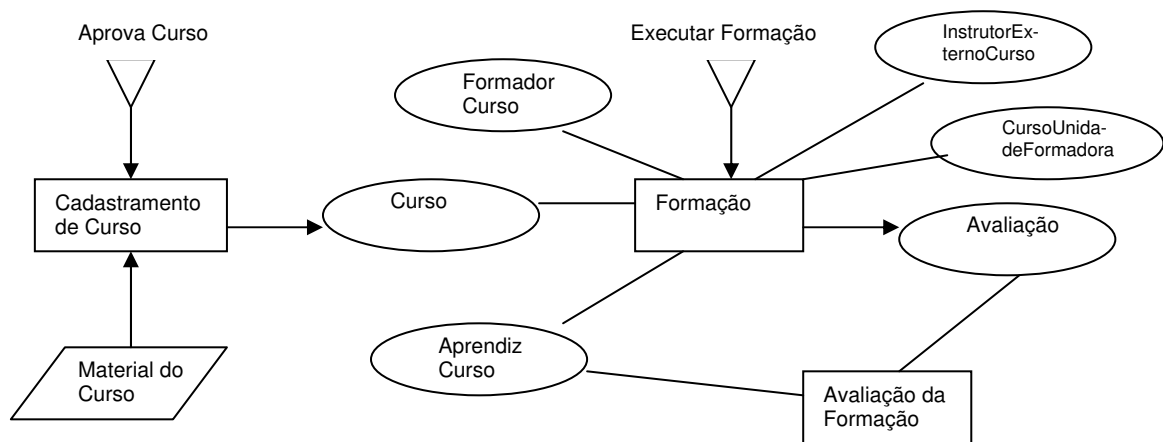 Aprova Curso
Executar Formação
InstrutorEx-
ternoCurso
Formador
Curso
CursoUnida-
deFormadora
Cadastramento
de Curso
Curso
Formação
Avaliação
Material do
Curso
Aprendiz
Curso
Avaliação da
Formação